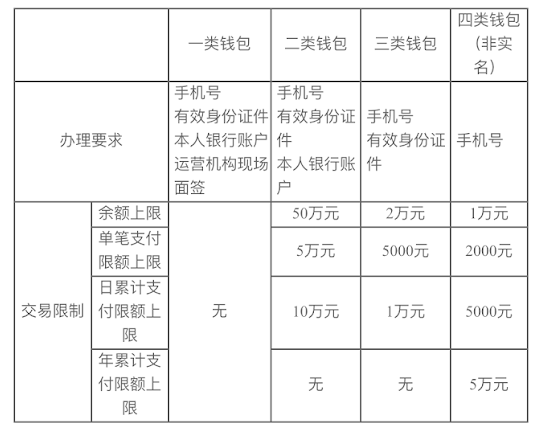 一类钱包 二类钱包 三类钱包 四类钱包
（非实
名）
办理要求
手机号
有效身份证件
本人银行账户
运营机构现场
面签
手机号
有效身份证
件
本人银行账
户
手机号
有效身份证
件
手机号
交易限制
余额上限
无
50万元 2万元 1万元
单笔支付
限额上限
5万元 5000元 2000元
日累计支
付限额上
限
10万元 1万元 5000元
年累计支
付限额上
限
无 无 5万元